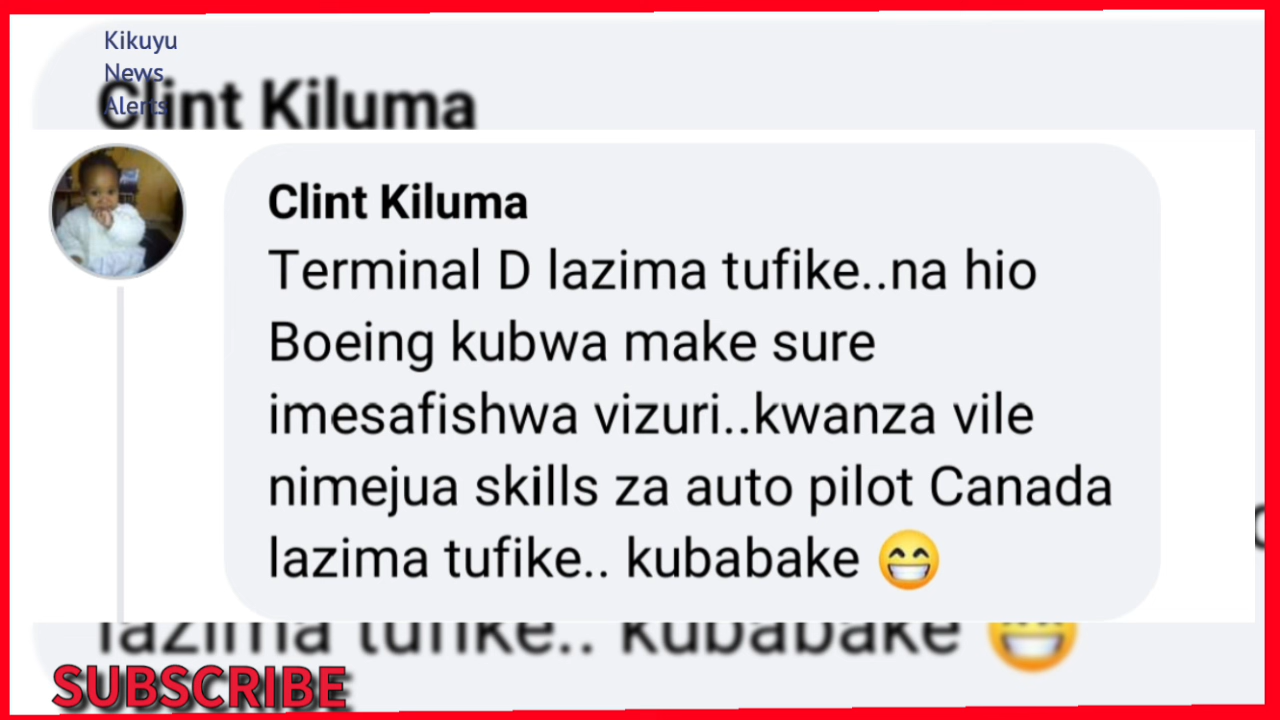 Kikuyu
News
Alerts
Clint Kiluma
Clint Kiluma
Terminal D lazima tufike..na hio
Boeing kubwa make sure
imesafishwa vizuri..kwanza vile
nimejua skills za auto pilot Canada
lazima tufike.. kubabake 😁
lazima tufike.. kubabake 😁
SUBSCRIBE